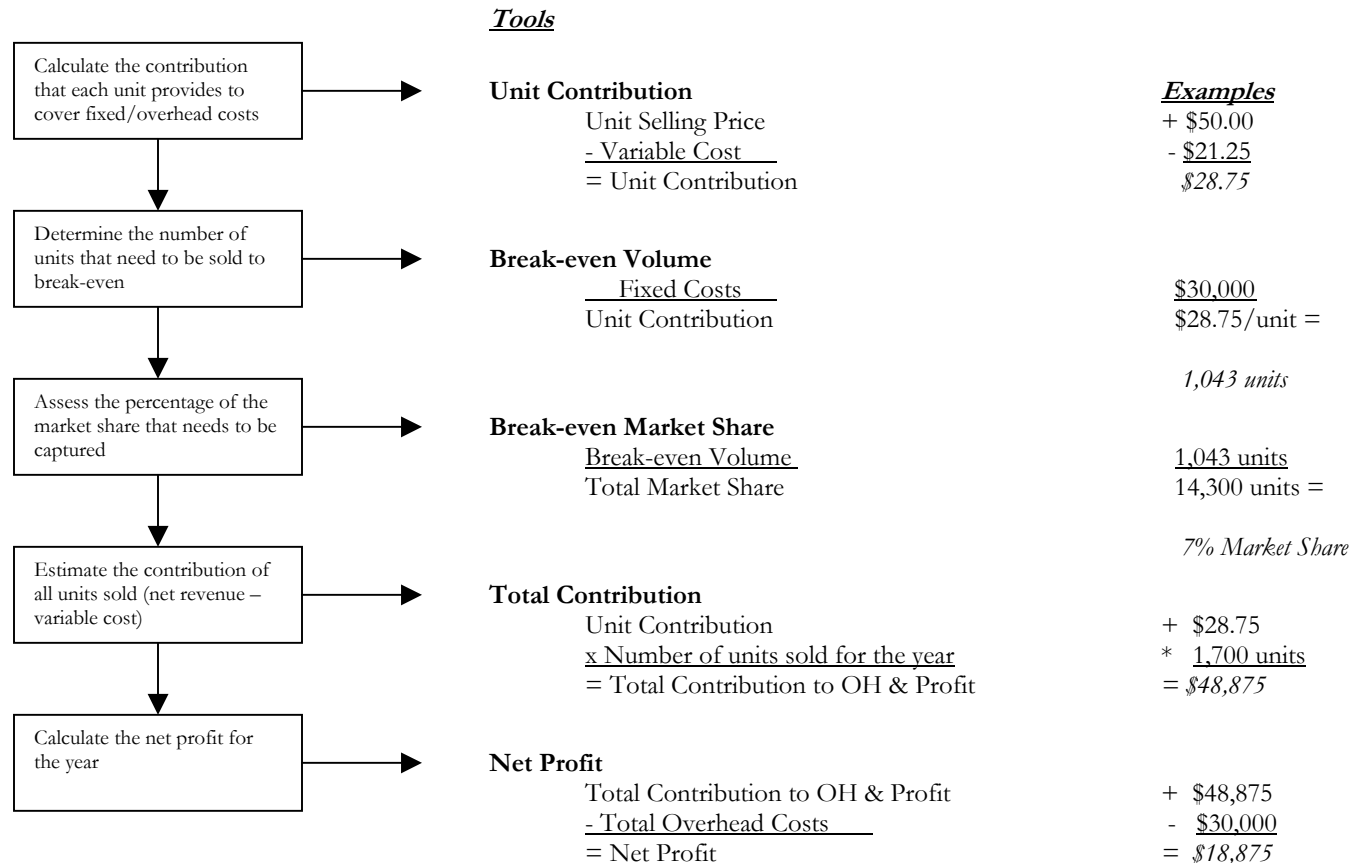 Tools
Calculate the contribution
that each unit provides to
cover fixed/overhead costs
Unit Contribution
Examples
Unit Selling Price
+ $50.00
- Variable Cost
- $21.25
= Unit Contribution
$28.75
Determine the number of
units that need to be sold to
break-even
Break-even Volume
Fixed Costs
$30,000
Unit Contribution
$28.75/unit =
1,043 units
Assess the percentage of the
market share that needs to be
captured
Break-even Market Share
Break-even Volume
1,043 units
Total Market Share
14,300 units =
7% Market Share
Estimate the contribution of
all units sold (net revenue –
variable cost)
Total Contribution
Unit Contribution
+ $28.75
x Number of units sold for the year
* 1,700 units
= Total Contribution to OH & Profit
= $48,875
Calculate the net profit for
the year
Net Profit
Total Contribution to OH & Profit
+ $48,875
- Total Overhead Costs
- $30,000
= Net Profit
= $18,875